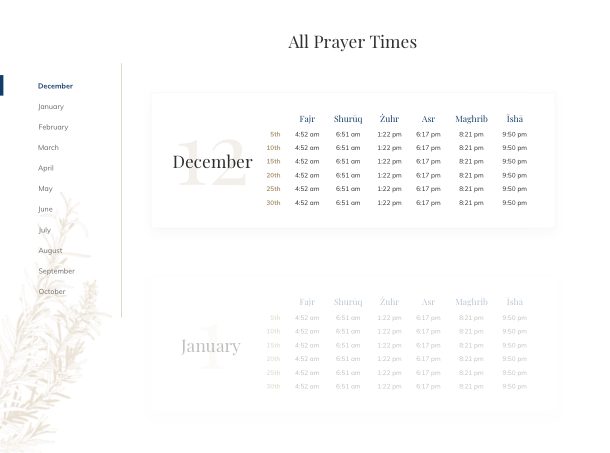 All Prayer Times
December
January
February
March
April
May
June
July
August
September
October
12
December
Fajr Shurūq Żuhr Asr Maghrib Īshā
5th 4:52 am 6:51 am 1:22 pm 6:17 pm 8:21 pm 9:50 pm
10th 4:52 am 6:51 am 1:22 pm 6:17 pm 8:21 pm 9:50 pm
15th 4:52 am 6:51 am 1:22 pm 6:17 pm 8:21 pm 9:50 pm
20th 4:52 am 6:51 am 1:22 pm 6:17 pm 8:21 pm 9:50 pm
25th 4:52 am 6:51 am 1:22 pm 6:17 pm 8:21 pm 9:50 pm
30th 4:52 am 6:51 am 1:22 pm 6:17 pm 8:21 pm 9:50 pm
1
January
Fajr Shurūq Żuhr Asr Maghrib Īshā
5th 4:52 am 6:51 am 1:22 pm 6:17 pm 8:21 pm 9:50 pm
10th 4:52 am 6:51 am 1:22 pm 6:17 pm 8:21 pm 9:50 pm
15th 4:52 am 6:51 am 1:22 pm 6:17 pm 8:21 pm 9:50 pm
20th 4:52 am 6:51 am 1:22 pm 6:17 pm 8:21 pm 9:50 pm
25th 4:52 am 6:51 am 1:22 pm 6:17 pm 8:21 pm 9:50 pm
30th 4:52 am 6:51 am 1:22 pm 6:17 pm 8:21 pm 9:50 pm